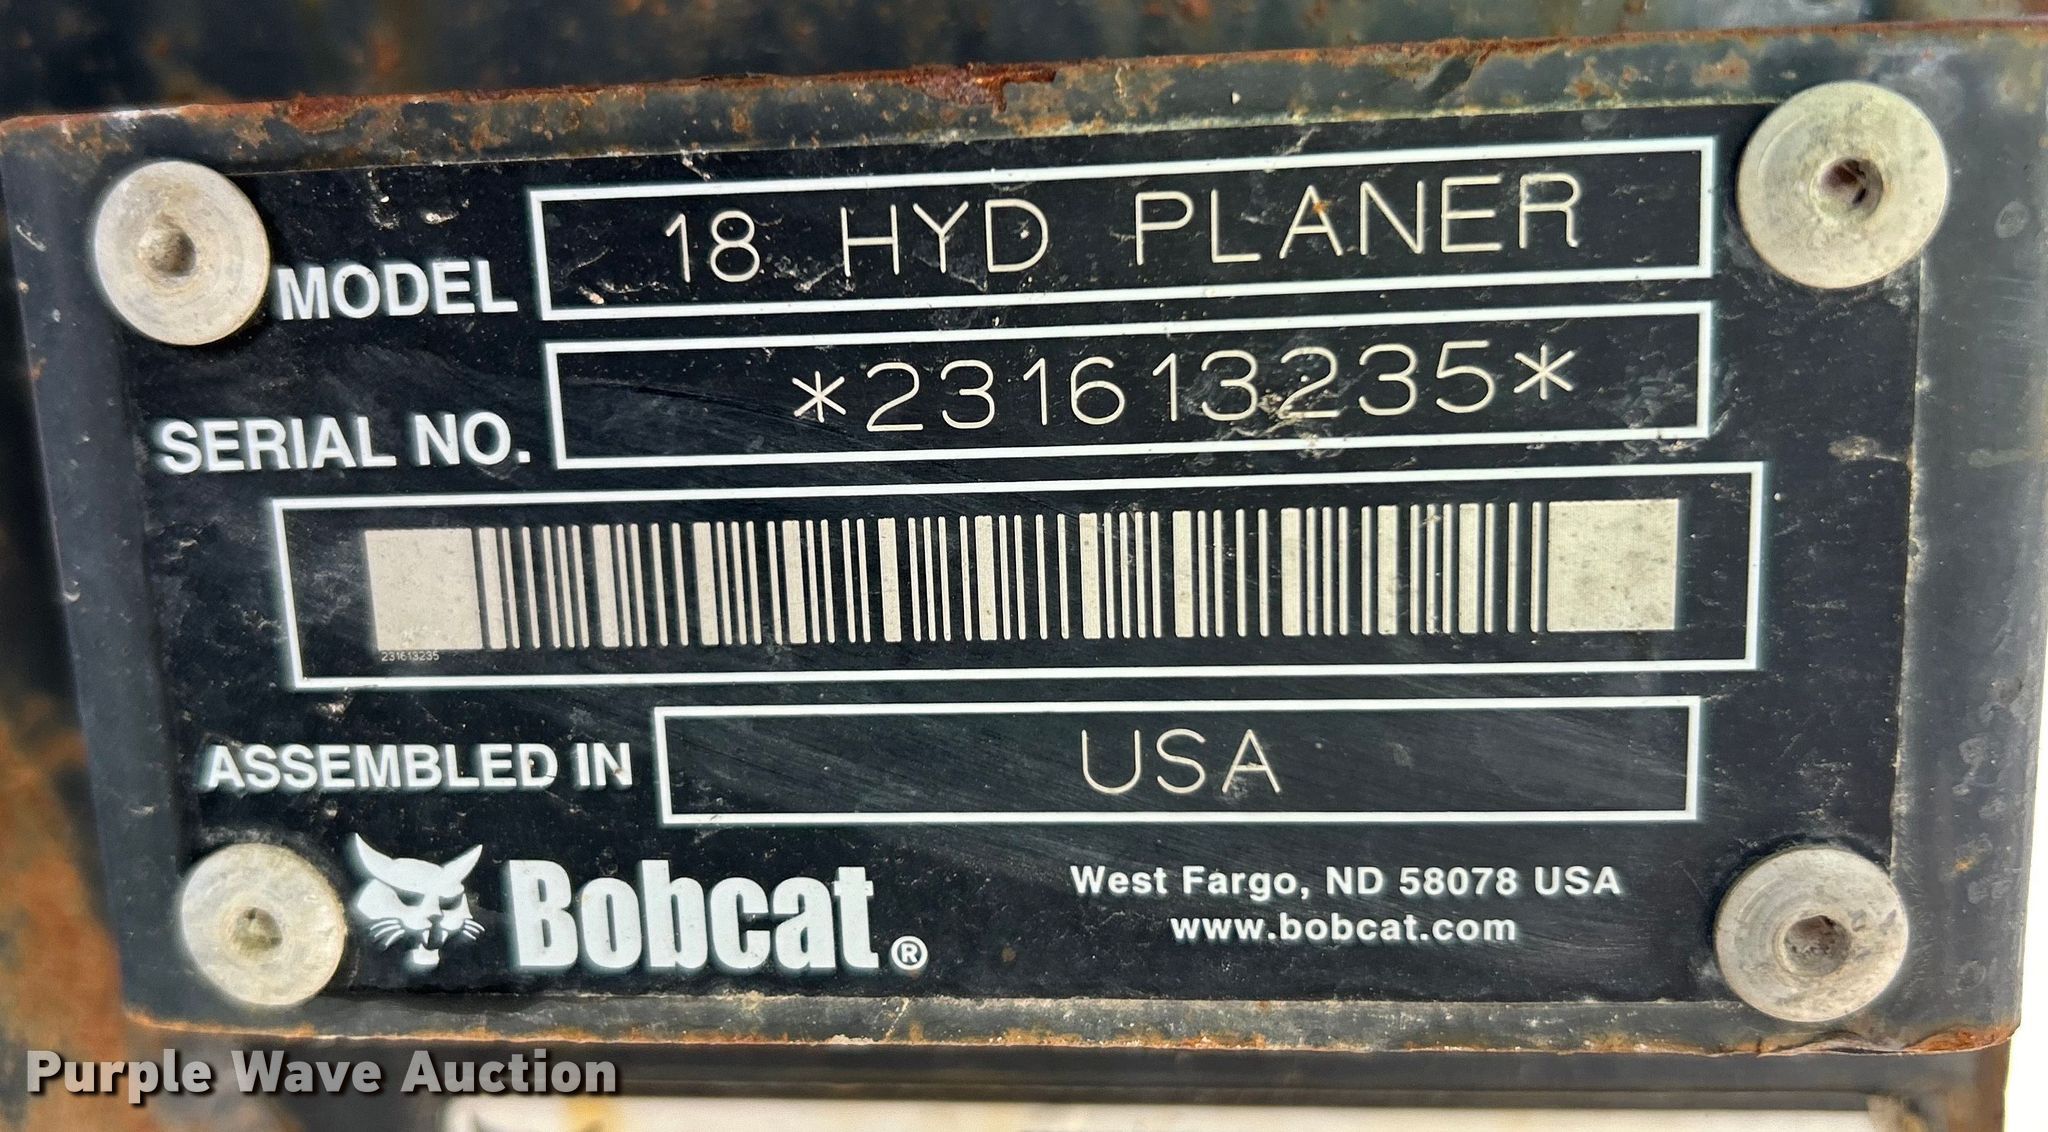 MODEL 18 HYD PLANER
SERIAL NO. *231613235*
231613235
ASSEMBLED IN USA
Bobcat®
West Fargo, ND 58078 USA
www.bobcat.com
Purple Wave Auction